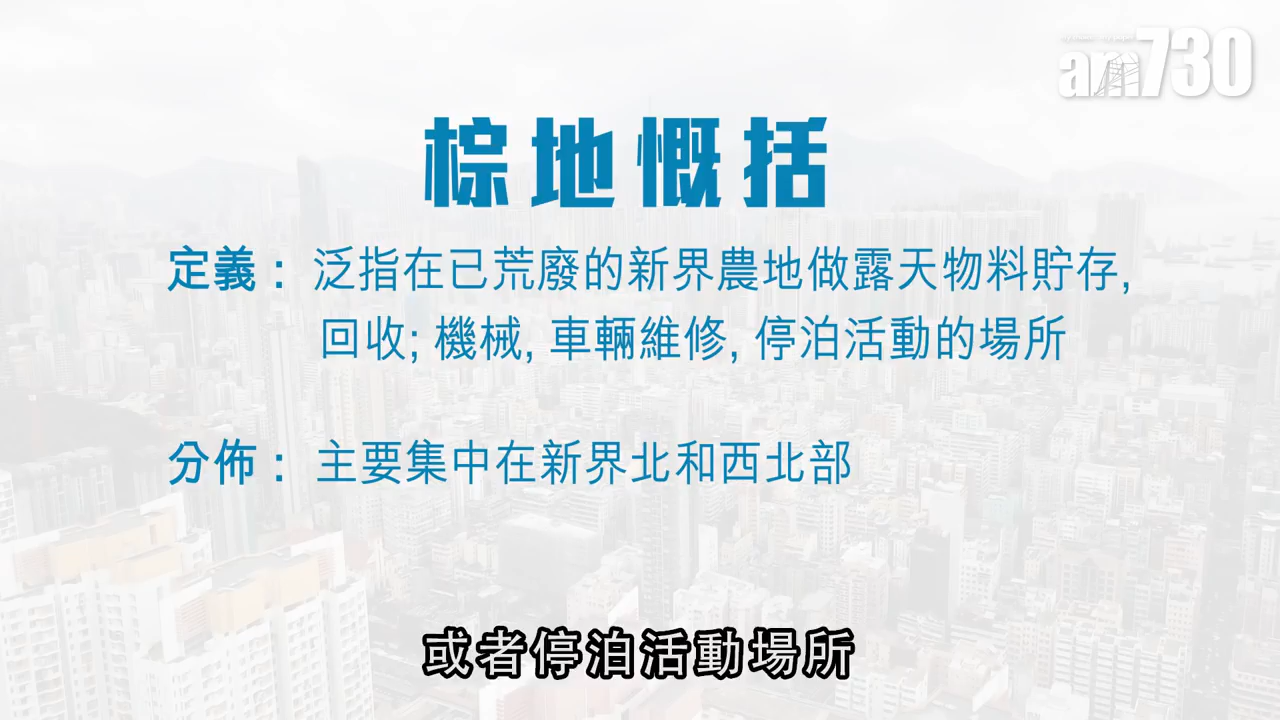 am730
棕地慨括
定義： 泛指在已荒廢的新界農地做露天物料貯存,
回收; 機械, 車輛維修, 停泊活動的場所
分佈： 主要集中在新界北和西北部
或者停泊活動場所